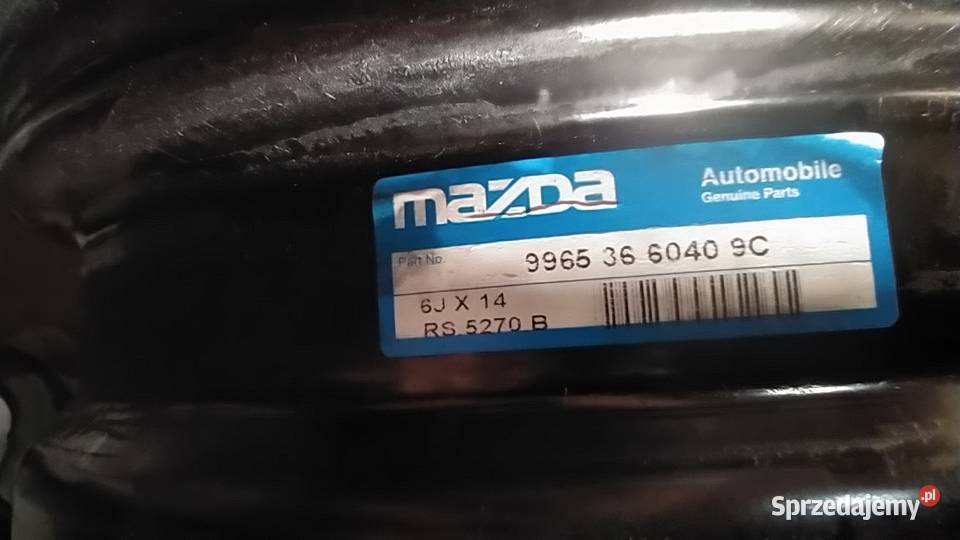 mazda
Automobile
Genuine Parts
Part No.
9965 36 6040 9C
6J X 14
RS 5270 B
Sprzedajemy.pl